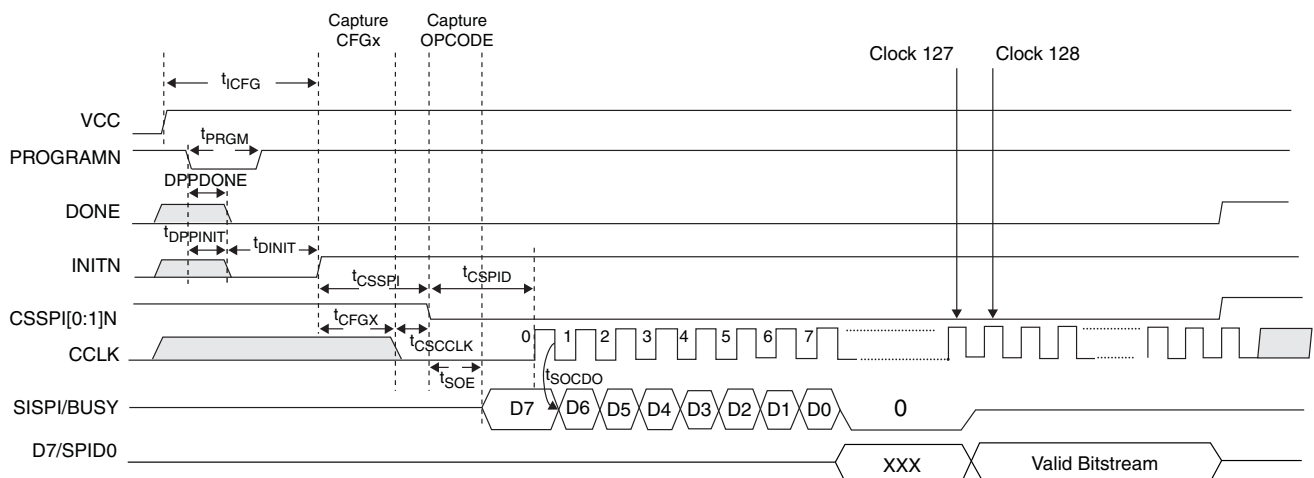 Capture
CFGx
Capture
OPCODE
Clock 127
Clock 128
tICFG
VCC
tPRGM
PROGRAMN
DPPDONE
DONE
tDPPINIT
tDINIT
INITN
tCSSPI
tCSPID
CSSPI[0:1]N
tCFGX
tCSCCLK
0 1 2 3 4 5 6 7
CCLK
tSOE
tSOCDO
SISPI/BUSY
D7 D6 D5 D4 D3 D2 D1 D0 0
D7/SPID0
XXX
Valid Bitstream